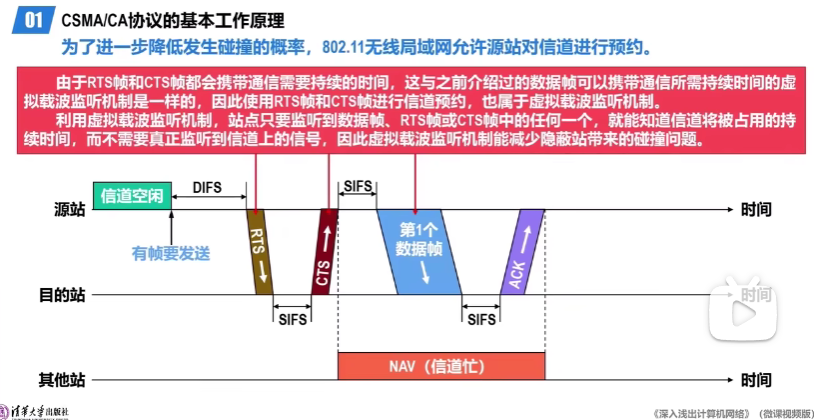 01 CSMA/CA协议的基本工作原理
为了进一步降低发生碰撞的概率，802.11无线局域网允许源站对信道进行预约。
由于RTS帧和CTS帧都会携带通信需要持续的时间，这与之前介绍过的数据帧可以携带通信所需持续时间的虚
拟载波监听机制是一样的，因此使用RTS帧和CTS帧进行信道预约，也属于虚拟载波监听机制。
利用虚拟载波监听机制，站点只要监听到数据帧、RTS帧或CTS帧中的任何一个，就能知道信道将被占用的持
续时间，而不需要真正监听到信道上的信号，因此虚拟载波监听机制能减少隐蔽站带来的碰撞问题。
信道空闲
DIFS
SIFS
源站
时间
有帧要发送
RTS
CTS
第1个
数据帧
ACK
目的站
时间
SIFS
SIFS
NAV（信道忙）
其他站
时间
清华大学出版社
《深入浅出计算机网络》（微课视频版）